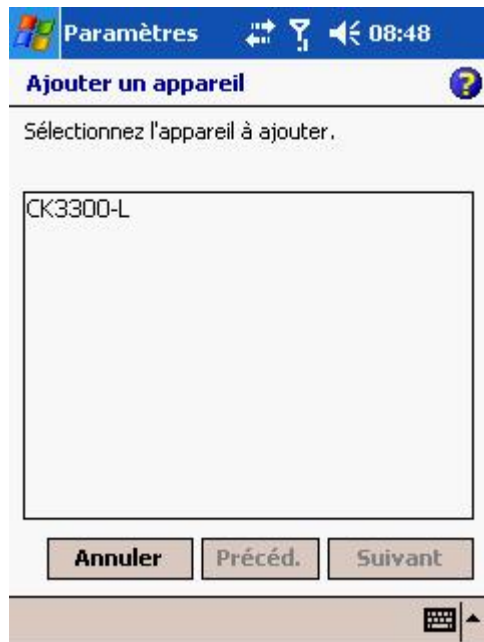 Paramètres 08:48
Ajouter un appareil
Sélectionnez l'appareil à ajouter.
CK3300-L
Annuler Précéd. Suivant